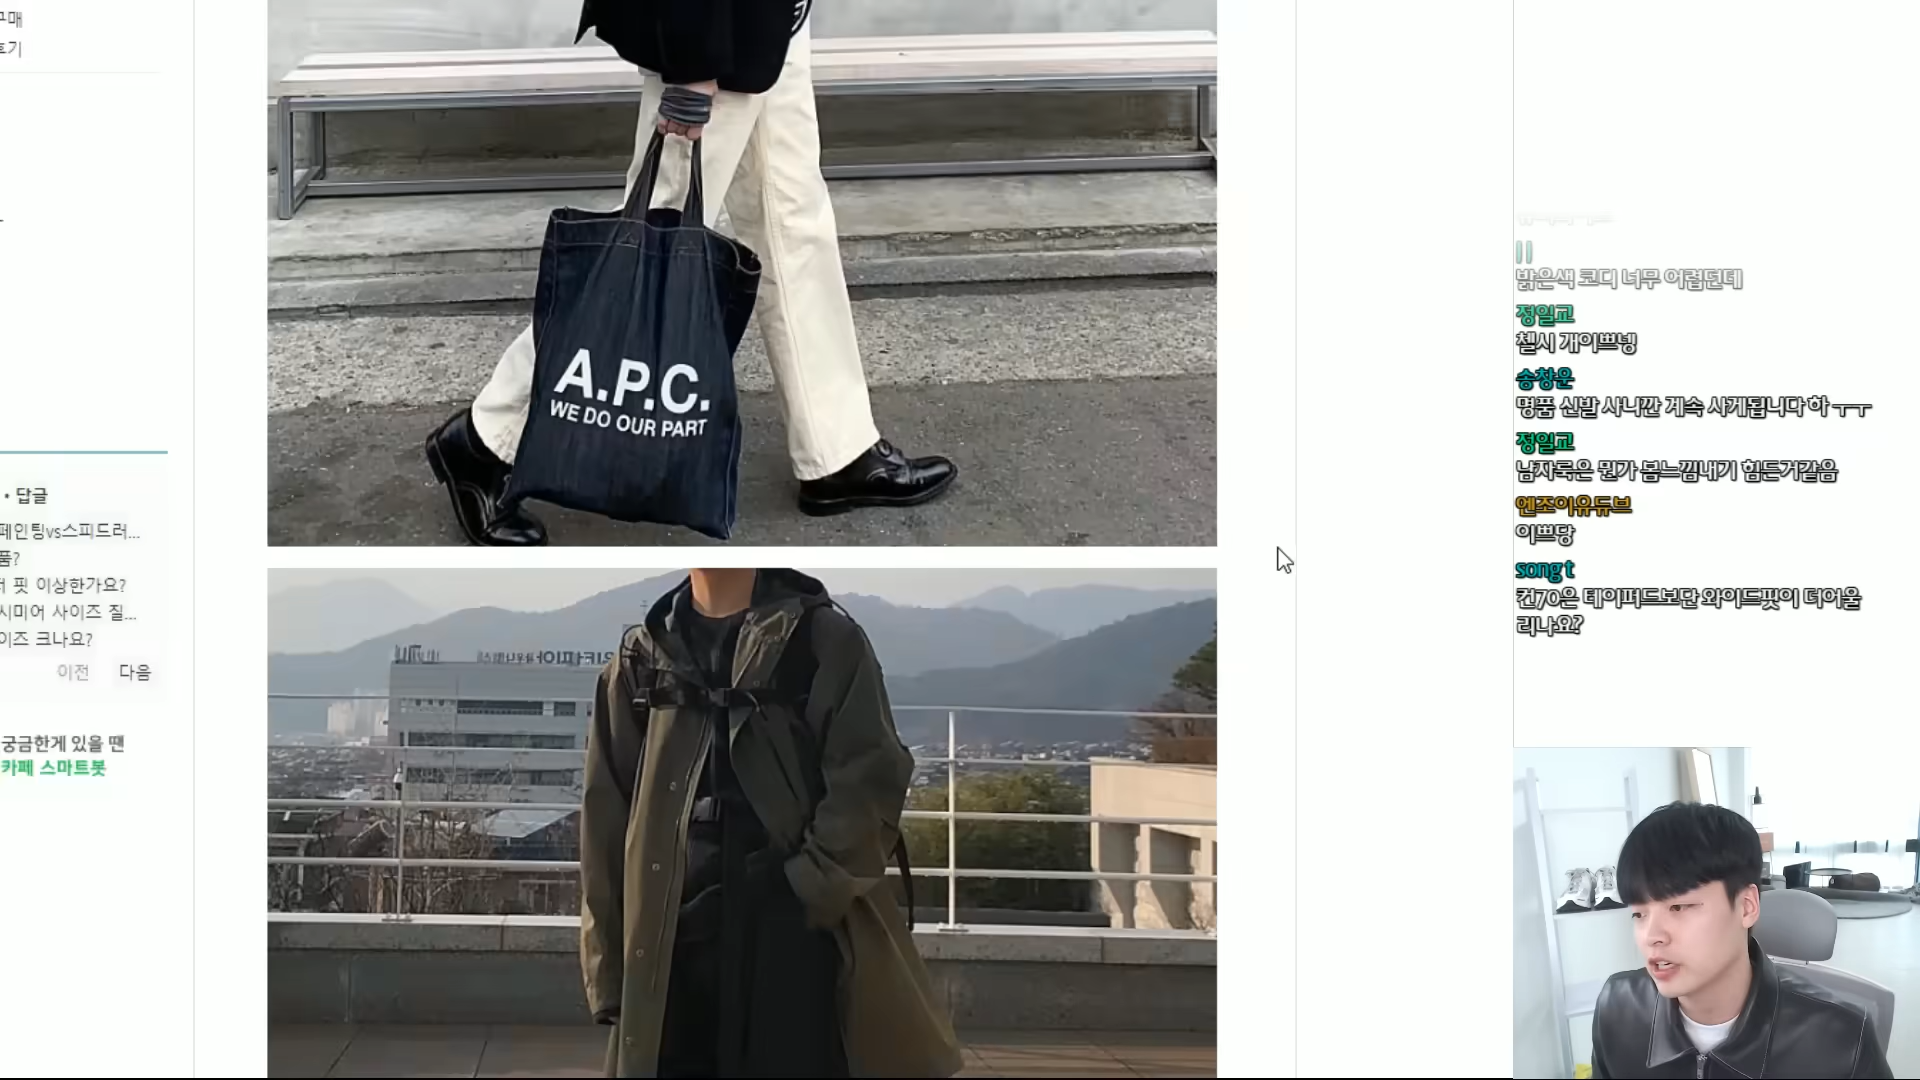 구매
후기
• 답글
페인팅vs스피드러...
품?
핏 이상한가요?
시미어 사이즈 질...
이즈 크나요?
이전 다음
궁금한게 있을 땐
카페 스마트봇
A.P.C.
WE DO OUR PART
밝은색 코디 너무 어렵던데
정일교
첼시 개이쁘넹
송창운
명품 신발 사니깐 계속 사게됩니다하 ㅜㅜ
정일교
남자룩은 뭔가 봄느낌내기 힘든거같음
엔조이유듀브
이쁘당
song t
컨70은 테이퍼드보단 와이드핏이 더어울
리나요?